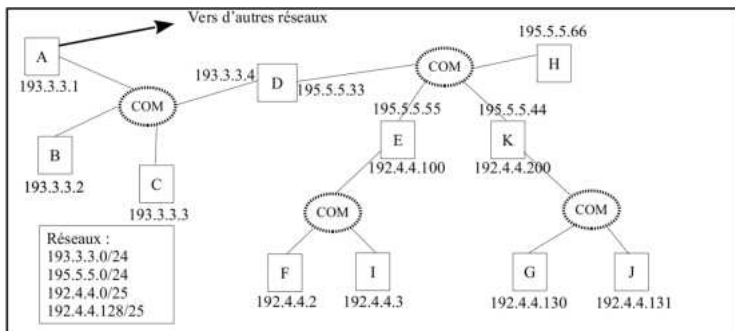 Vers d'autres réseaux
A
193.3.3.1
COM
B
193.3.3.2
C
193.3.3.3
193.3.3.4
D
195.5.5.33
COM
195.5.5.66
H
195.5.5.55
E
192.4.4.100
195.5.5.44
K
192.4.4.200
COM
F
192.4.4.2
I
192.4.4.3
COM
G
192.4.4.130
J
192.4.4.131
Réseaux :
193.3.3.0/24
195.5.5.0/24
192.4.4.0/25
192.4.4.128/25